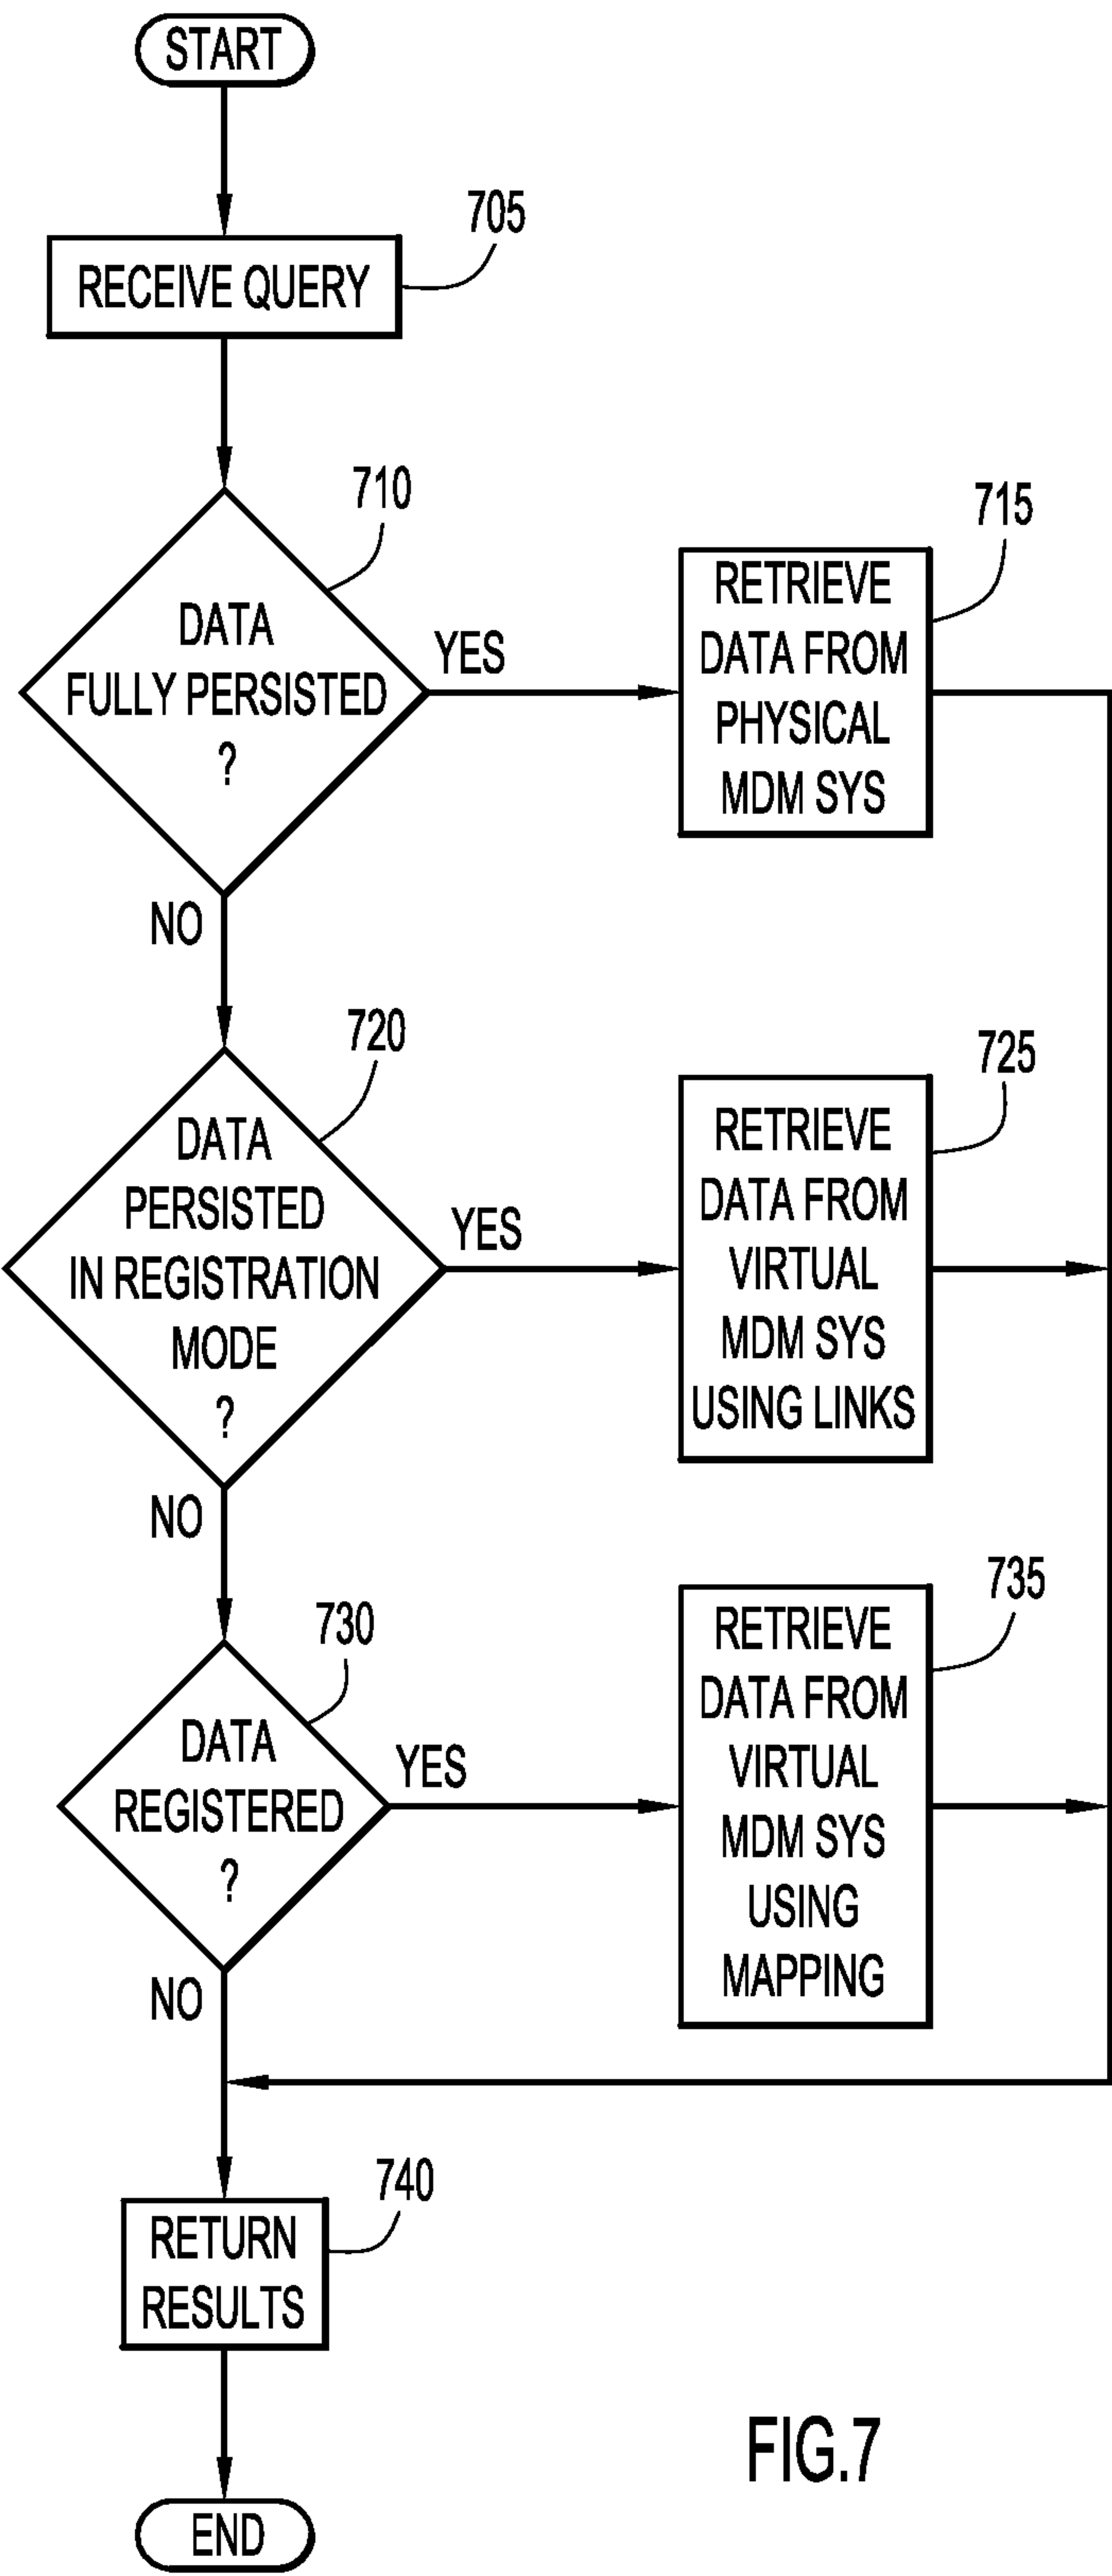 START
705
RECEIVE QUERY
710
DATA
FULLY PERSISTED
?
YES
715
RETRIEVE
DATA FROM
PHYSICAL
MDM SYS
NO
720
DATA
PERSISTED
IN REGISTRATION
MODE
?
YES
725
RETRIEVE
DATA FROM
VIRTUAL
MDM SYS
USING LINKS
NO
730
DATA
REGISTERED
?
YES
735
RETRIEVE
DATA FROM
VIRTUAL
MDM SYS
USING
MAPPING
NO
740
RETURN
RESULTS
END
FIG.7